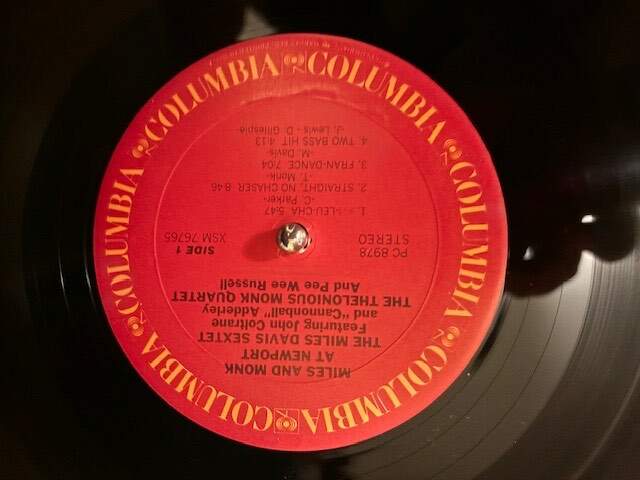 COLUMBIA COLUMBIA COLUMBIA COLUMBIA COLUMBIA COLUMBIA
MILES AND MONK
AT NEWPORT
THE MILES DAVIS SEXTET
Featuring John Coltrane
and "Cannonball" Adderley
THE THELONIOUS MONK QUARTET
And Pee Wee Russell
STEREO SIDE 1
PC 8978 XSM 76765
1. -LEU-CHA 5:47
-C. Parker-
2. STRAIGHT, NO CHASER 8:46
-T. Monk-
3. FRAN-DANCE 7:04
-M. Davis-
4. TWO BASS HIT 4:13
-J. Lewis - D. Gillespie-